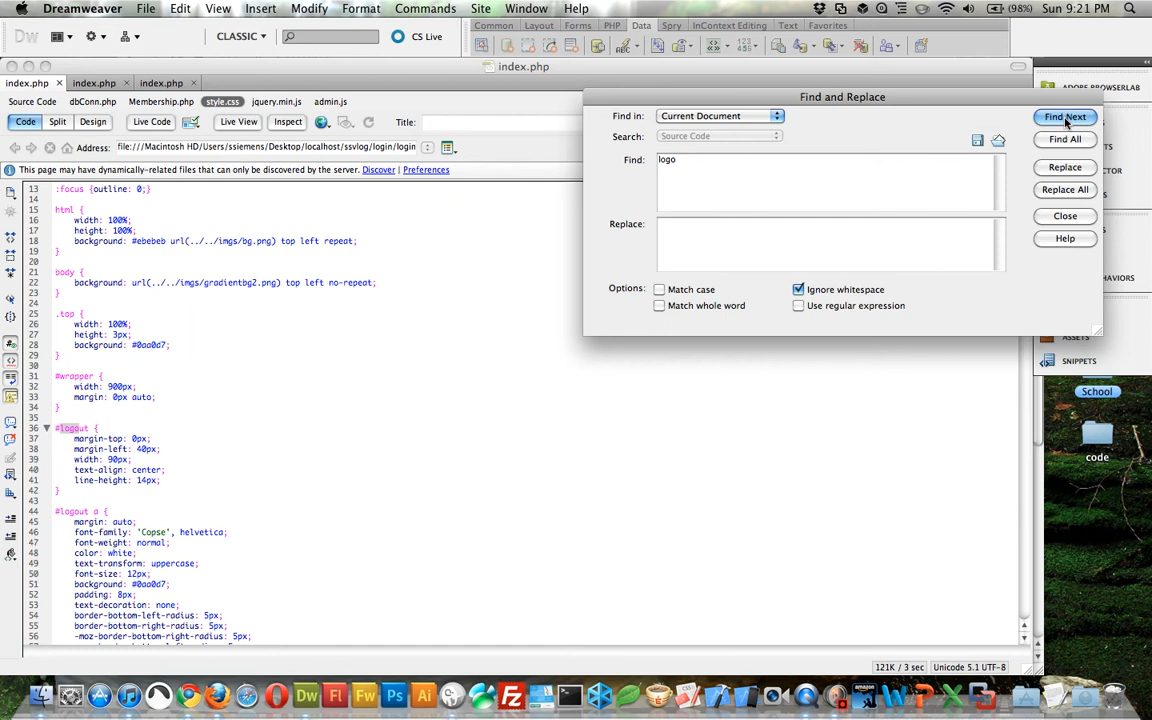 Dreamweaver File Edit View Insert Modify Format Commands Site Window Help (98%) Sun 9:21 PM
Dw CLASSIC CS Live
Common Layout Forms PHP Data Spry InContext Editing Text Favorites
index.php
index.php index.php index.php
Source Code dbConn.php Membership.php style.css jquery.min.js admin.js
Code Split Design Live Code Live View Inspect Title:
Address: file:///Macintosh HD/Users/ssiemens/Desktop/localhost/ssvlog/login/login
This page may have dynamically-related files that can only be discovered by the server. Discover | Preferences
13 :focus {outline: 0;}
14
15 html {
16 width: 100%;
17 height: 100%;
18 background: #ebebeb url(../../imgs/bg.png) top left repeat;
19 }
20
21 body {
22 background: url(../../imgs/gradientbg2.png) top left no-repeat;
23 }
24
25 .top {
26 width: 100%;
27 height: 3px;
28 background: #0aa0d7;
29 }
30
31 #wrapper {
32 width: 900px;
33 margin: 0px auto;
34 }
35
36 #logout {
37 margin-top: 0px;
38 margin-left: 40px;
39 width: 90px;
40 text-align: center;
41 line-height: 14px;
42 }
43
44 #logout a {
45 margin: auto;
46 font-family: 'Copse', helvetica;
47 font-weight: normal;
48 color: white;
49 text-transform: uppercase;
50 font-size: 12px;
51 background: #0aa0d7;
52 padding: 8px;
53 text-decoration: none;
54 border-bottom-left-radius: 5px;
55 border-bottom-right-radius: 5px;
56 -moz-border-bottom-right-radius: 5px;
121K / 3 sec Unicode 5.1 UTF-8
Find and Replace
Find in: Current Document Find Next
Search: Source Code Find All
Find: logo
Replace
Replace All
Replace: Close
Help
Options: Match case Ignore whitespace
Match whole word Use regular expression
ADOBE BROWSERLAB
ASSETS
SNIPPETS
School
code
Dw Fl Fw Ps Ai